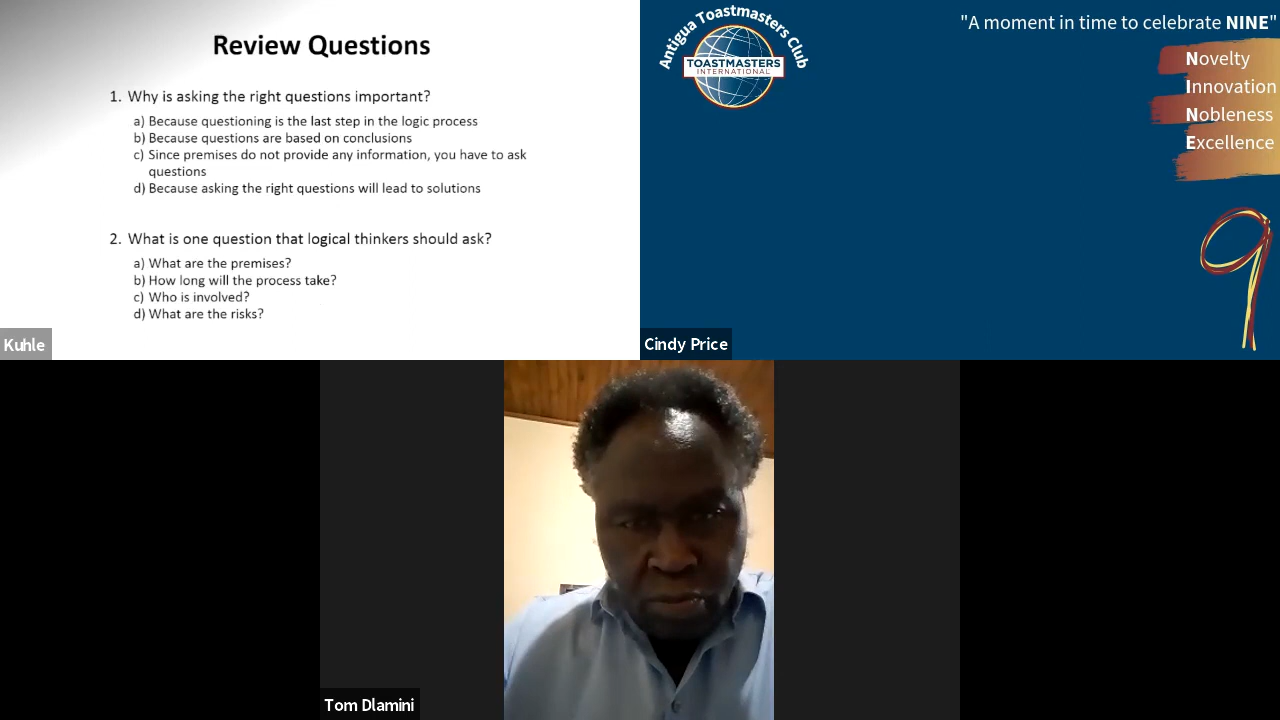 Review Questions
1. Why is asking the right questions important?
a) Because questioning is the last step in the logic process
b) Because questions are based on conclusions
c) Since premises do not provide any information, you have to ask
questions
d) Because asking the right questions will lead to solutions
2. What is one question that logical thinkers should ask?
a) What are the premises?
b) How long will the process take?
c) Who is involved?
d) What are the risks?
Kuhle
Antigua Toastmasters Club
TOASTMASTERS
INTERNATIONAL
"A moment in time to celebrate NINE"
Novelty
Innovation
Nobleness
Excellence
9
Cindy Price
Tom Dlamini